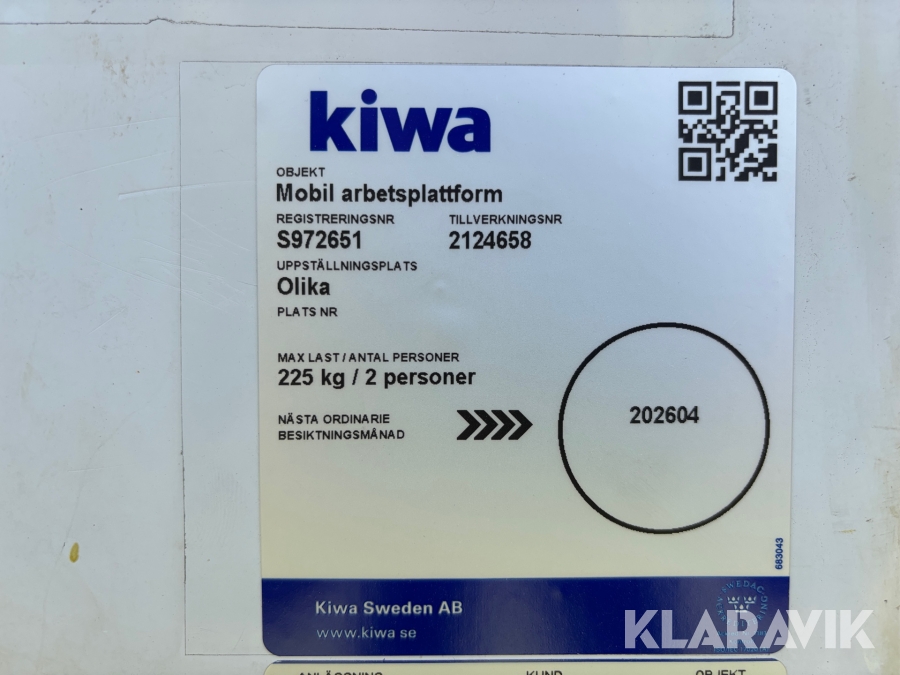 kiwa
OBJEKT
Mobil arbetsplattform
REGISTRERINGSNR TILLVERKNINGSNR
S972651 2124658
UPPSTÄLLNINGSPLATS
Olika
PLATS NR
MAX LAST / ANTAL PERSONER
225 kg / 2 personer
NÄSTA ORDINARIE
BESIKTNINGSMÅNAD
202604
683043
Kiwa Sweden AB
www.kiwa.se
KLARAVIK
ANLÄGGNING KUND OBJEKT